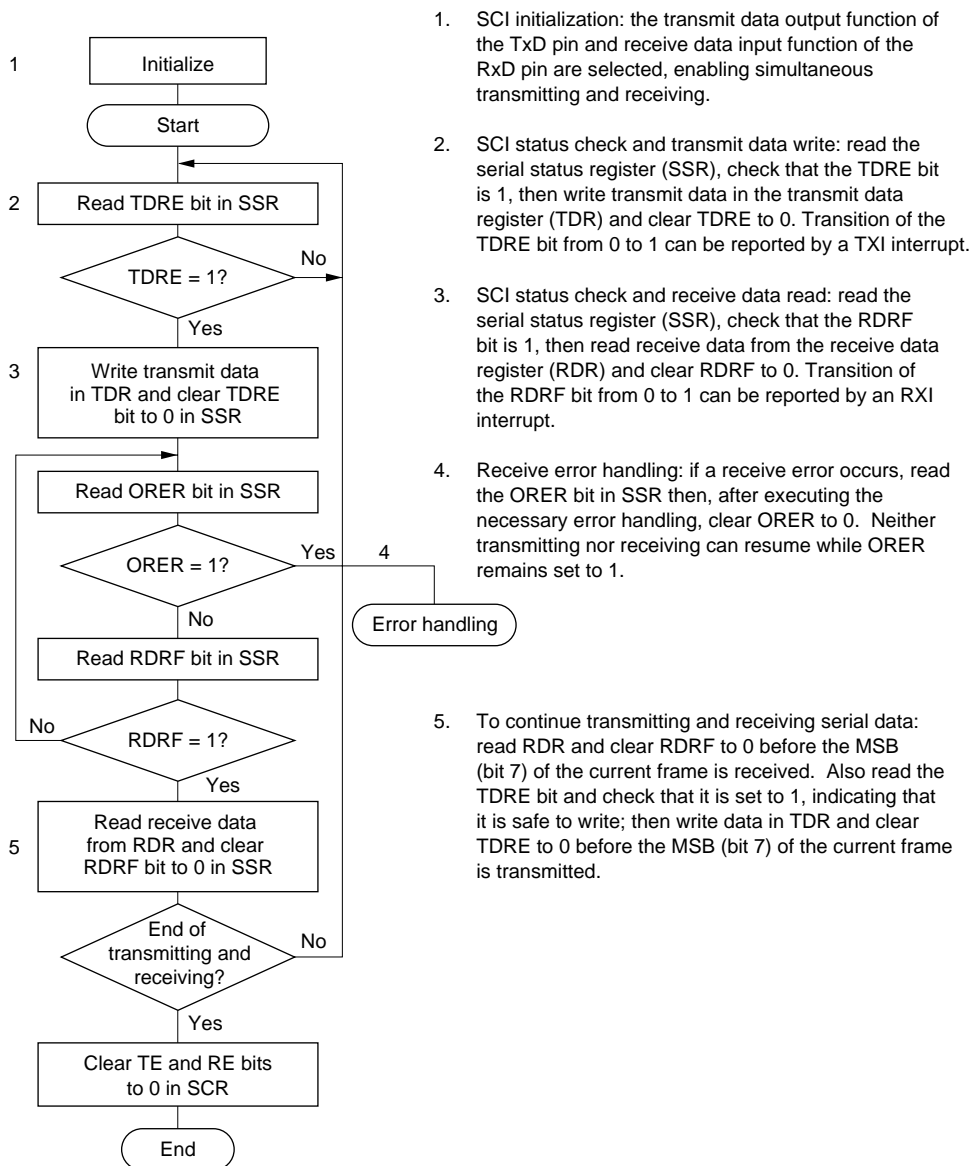 1
Initialize
Start
2
Read TDRE bit in SSR
TDRE = 1?
No
Yes
3
Write transmit data
in TDR and clear TDRE
bit to 0 in SSR
Read ORER bit in SSR
ORER = 1?
Yes
4
Error handling
No
Read RDRF bit in SSR
No
RDRF = 1?
Yes
5
Read receive data
from RDR and clear
RDRF bit to 0 in SSR
End of
transmitting and
receiving?
No
Yes
Clear TE and RE bits
to 0 in SCR
End
1. SCI initialization: the transmit data output function of
the TxD pin and receive data input function of the
RxD pin are selected, enabling simultaneous
transmitting and receiving.
2. SCI status check and transmit data write: read the
serial status register (SSR), check that the TDRE bit
is 1, then write transmit data in the transmit data
register (TDR) and clear TDRE to 0. Transition of the
TDRE bit from 0 to 1 can be reported by a TXI interrupt.
3. SCI status check and receive data read: read the
serial status register (SSR), check that the RDRF
bit is 1, then read receive data from the receive data
register (RDR) and clear RDRF to 0. Transition of
the RDRF bit from 0 to 1 can be reported by an RXI
interrupt.
4. Receive error handling: if a receive error occurs, read
the ORER bit in SSR then, after executing the
necessary error handling, clear ORER to 0. Neither
transmitting nor receiving can resume while ORER
remains set to 1.
5. To continue transmitting and receiving serial data:
read RDR and clear RDRF to 0 before the MSB
(bit 7) of the current frame is received. Also read the
TDRE bit and check that it is set to 1, indicating that
it is safe to write; then write data in TDR and clear
TDRE to 0 before the MSB (bit 7) of the current frame
is transmitted.